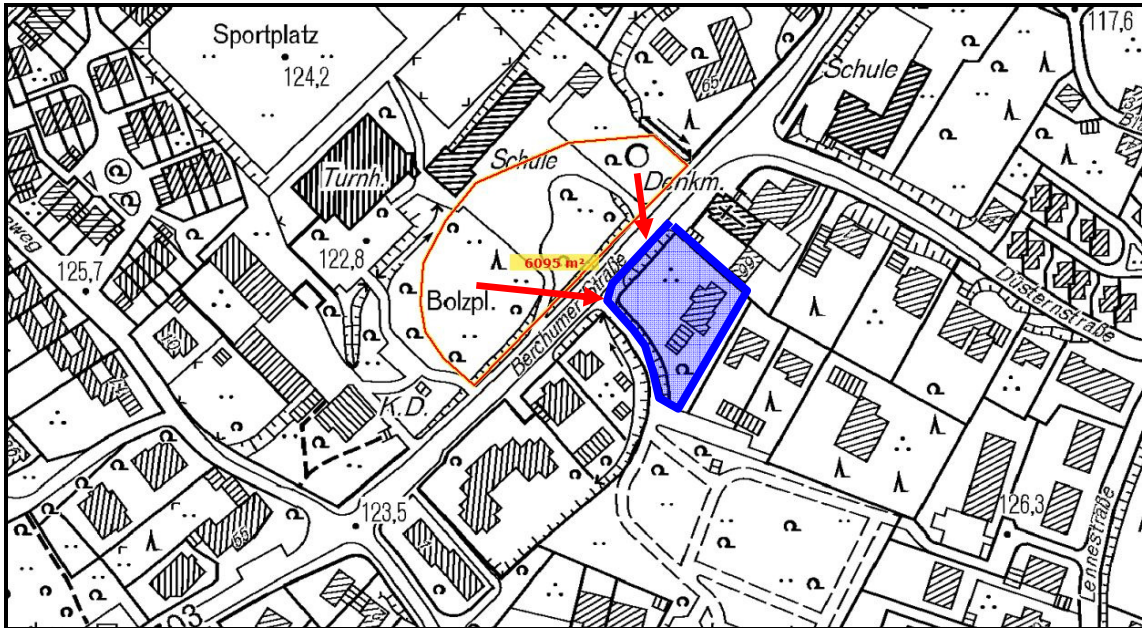 Sportplatz
124,2
117,6
65
Schule
Schule
Turnh.
Denkm.
122,8
6095 m²
125,7
Bolzpl.
Berchumer Straße
Düsternstraße
K.D.
123,5
126,3
Lennestraße